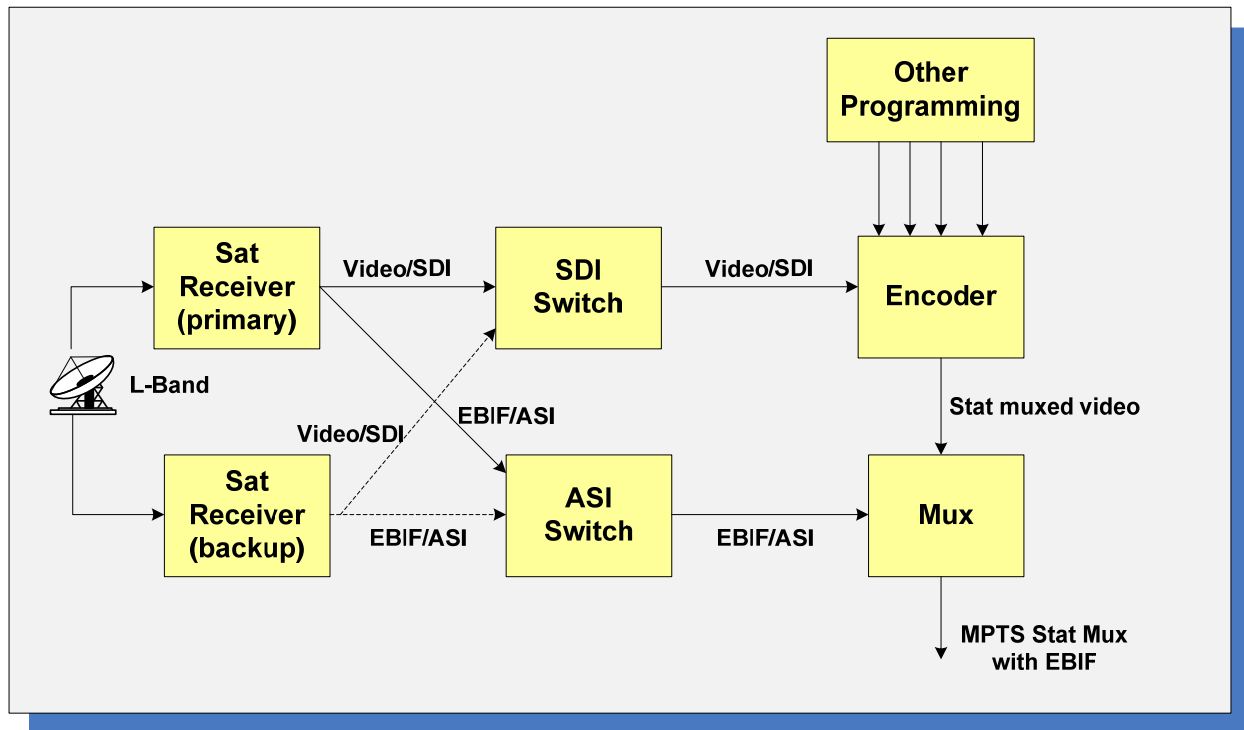 Other
Programming
Sat
Receiver
(primary)
Video/SDI
SDI
Switch
Video/SDI
Encoder
L-Band
EBIF/ASI
Stat muxed video
Video/SDI
Sat
Receiver
(backup)
EBIF/ASI
ASI
Switch
EBIF/ASI
Mux
MPTS Stat Mux
with EBIF